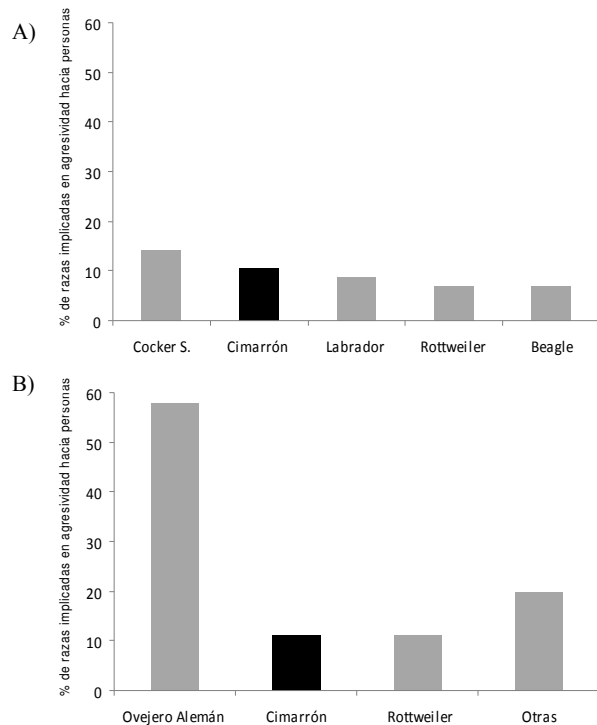 A)
% de razas implicadas en agresividad hacia personas
60
50
40
30
20
10
0
Cocker S. Cimarrón Labrador Rottweiler Beagle
B)
% de razas implicadas en agresividad hacia personas
60
50
40
30
20
10
0
Ovejero Alemán Cimarrón Rottweiler Otras